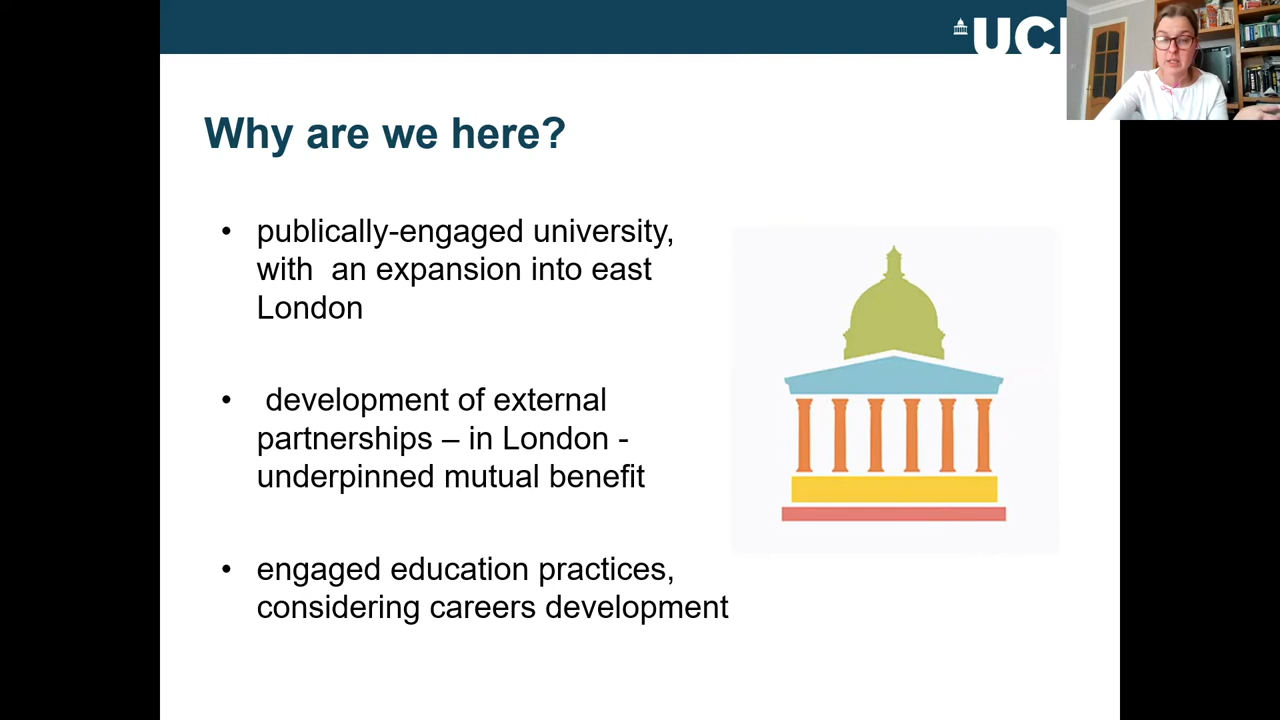 UCL
Why are we here?
• publically-engaged university,
with  an expansion into east
London
•  development of external
partnerships – in London -
underpinned mutual benefit
• engaged education practices,
considering careers development